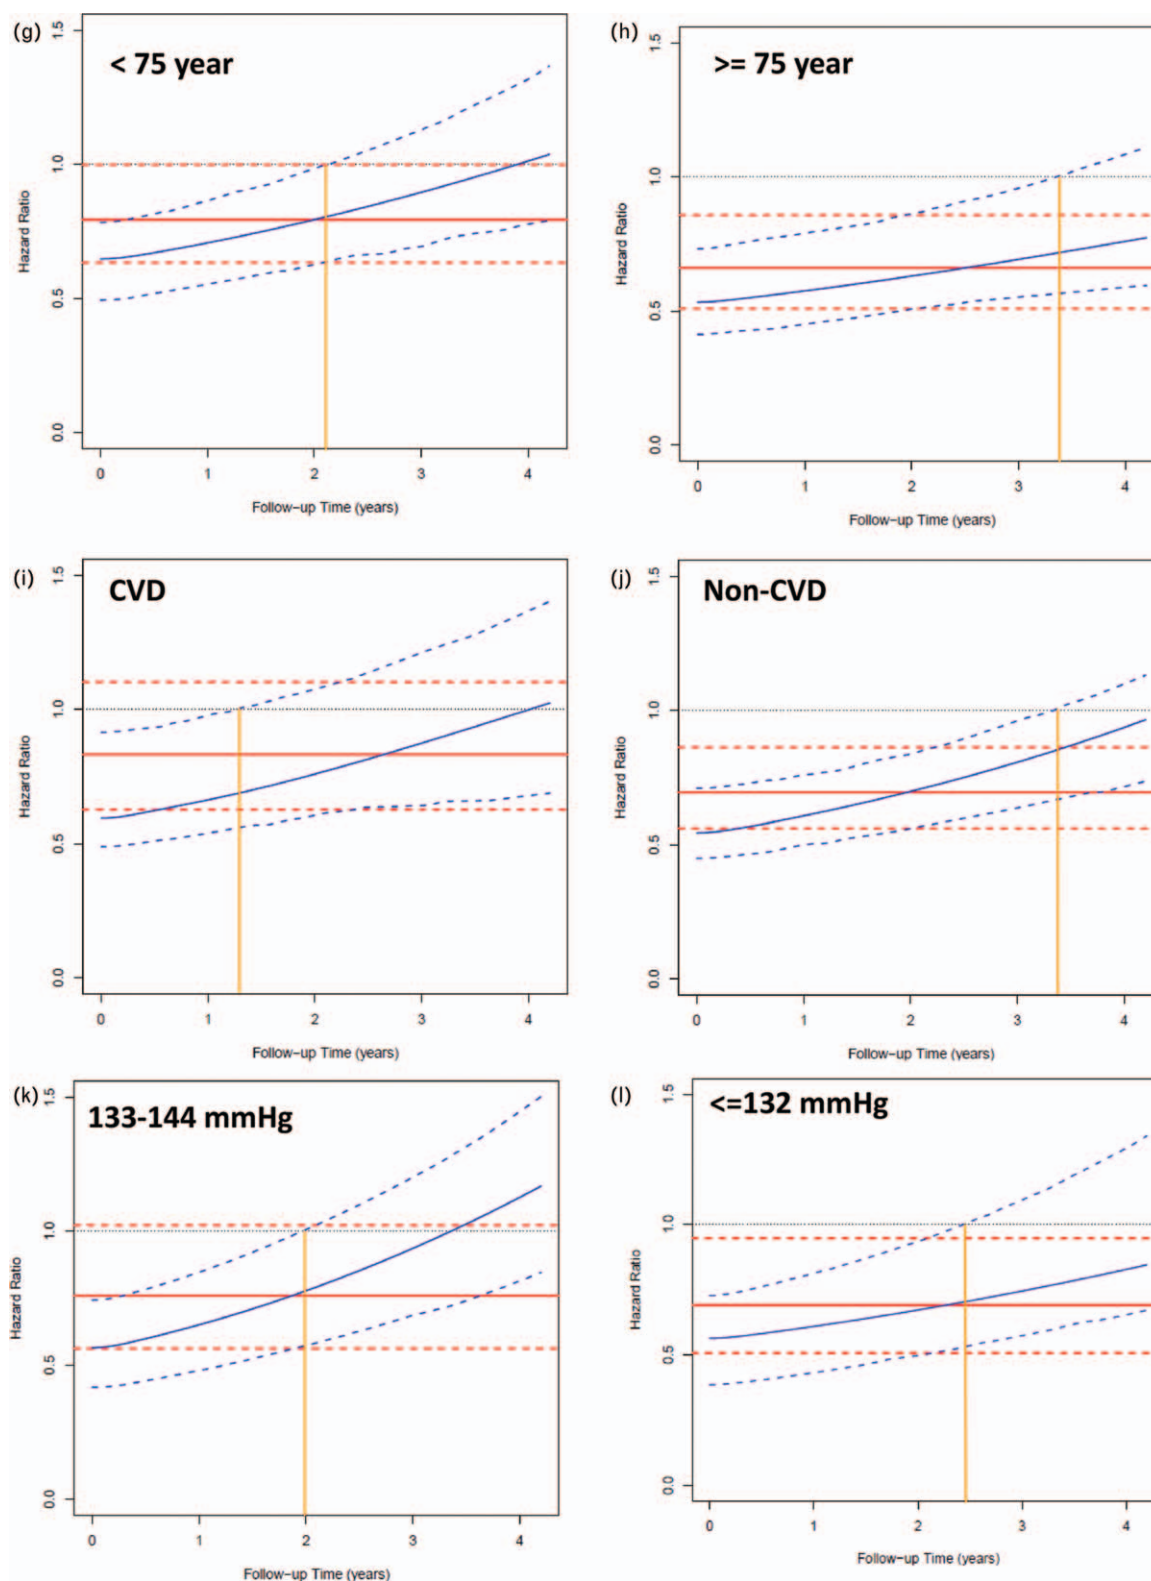 (g)
< 75 year
1.5
1.0
0.5
0.0
Hazard Ratio
0 1 2 3 4
Follow-up Time (years)
(h)
>= 75 year
1.5
1.0
0.5
0.0
Hazard Ratio
0 1 2 3 4
Follow-up Time (years)
(i)
CVD
1.5
1.0
0.5
0.0
Hazard Ratio
0 1 2 3 4
Follow-up Time (years)
(j)
Non-CVD
1.5
1.0
0.5
0.0
Hazard Ratio
0 1 2 3 4
Follow-up Time (years)
(k)
133-144 mmHg
1.5
1.0
0.5
0.0
Hazard Ratio
0 1 2 3 4
Follow-up Time (years)
(l)
<=132 mmHg
1.5
1.0
0.5
0.0
Hazard Ratio
0 1 2 3 4
Follow-up Time (years)